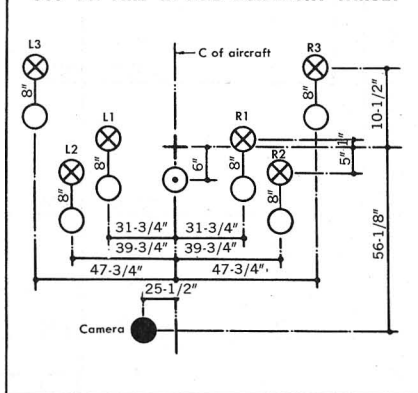 L3
C of aircraft
R3
8"
8"
10-1/2"
L1
R1
L2
R2
8"
8"
6"
8"
8"
5"
1"
31-3/4"
31-3/4"
39-3/4"
39-3/4"
56-1/8"
47-3/4"
47-3/4"
25-1/2"
Camera